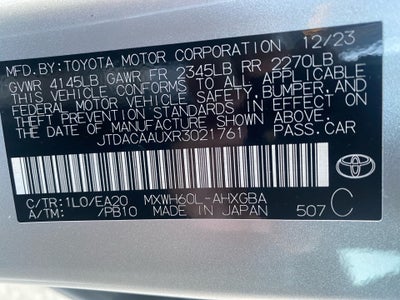 MFD.BY:TOYOTA MOTOR CORPORATION 12/23
GVWR 4145LB GAWR FR 2345LB RR 2270LB
THIS VEHICLE CONFORMS TO ALL APPLICABLE
FEDERAL MOTOR VEHICLE SAFETY, BUMPER, AND
THEFT PREVENTION STANDARDS IN EFFECT ON
THE DATE OF MANUFACTURE SHOWN ABOVE.
JTDACAAUXR3021761 PASS.CAR
TOYOTA
C/TR:1L0/EA20 MXWH60L-AHXGBA
A/TM: /PB10 MADE IN JAPAN 507 C